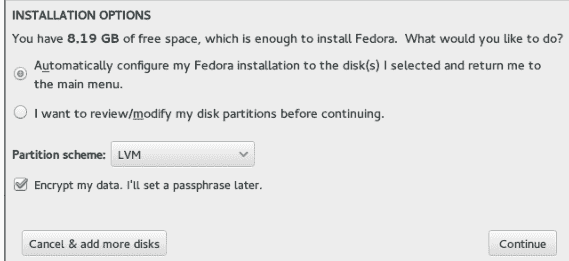 INSTALLATION OPTIONS
You have 8.19 GB of free space, which is enough to install Fedora. What would you like to do?
Automatically configure my Fedora installation to the disk(s) I selected and return me to
the main menu.
I want to review/modify my disk partitions before continuing.
Partition scheme: LVM
Encrypt my data. I'll set a passphrase later.
Cancel & add more disks Continue